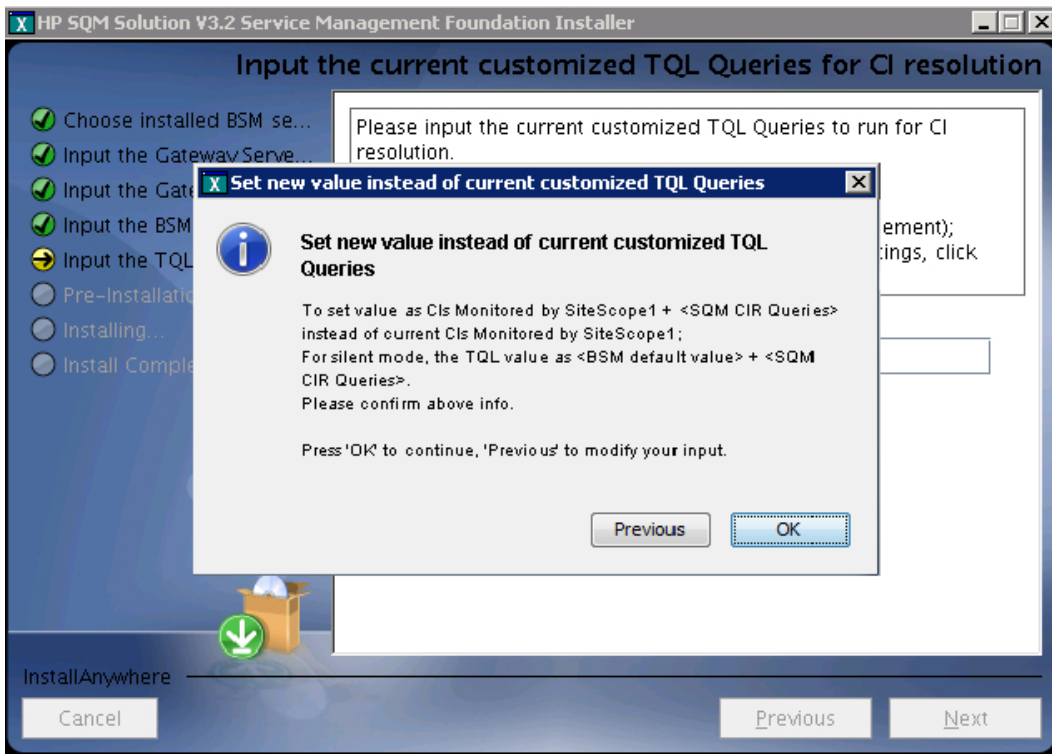 HP SQM Solution V3.2 Service Management Foundation Installer
Input the current customized TQL Queries for CI resolution
Choose installed BSM se...
Input the Gateway Serve...
Input the Gate
Input the BSM
Input the TQL
Pre-Installatio
Installing...
Install Comple
Please input the current customized TQL Queries to run for CI
resolution.
ement);
tings, click
Set new value instead of current customized TQL Queries
Set new value instead of current customized TQL
Queries
To set value as CIs Monitored by SiteScope1 + <SQM CIR Queries>
instead of current CIs Monitored by SiteScope1;
For silent mode, the TQL value as <BSM default value> + <SQM
CIR Queries>.
Please confirm above info.
Press 'OK' to continue, 'Previous' to modify your input.
Previous
OK
InstallAnywhere
Cancel
Previous
Next